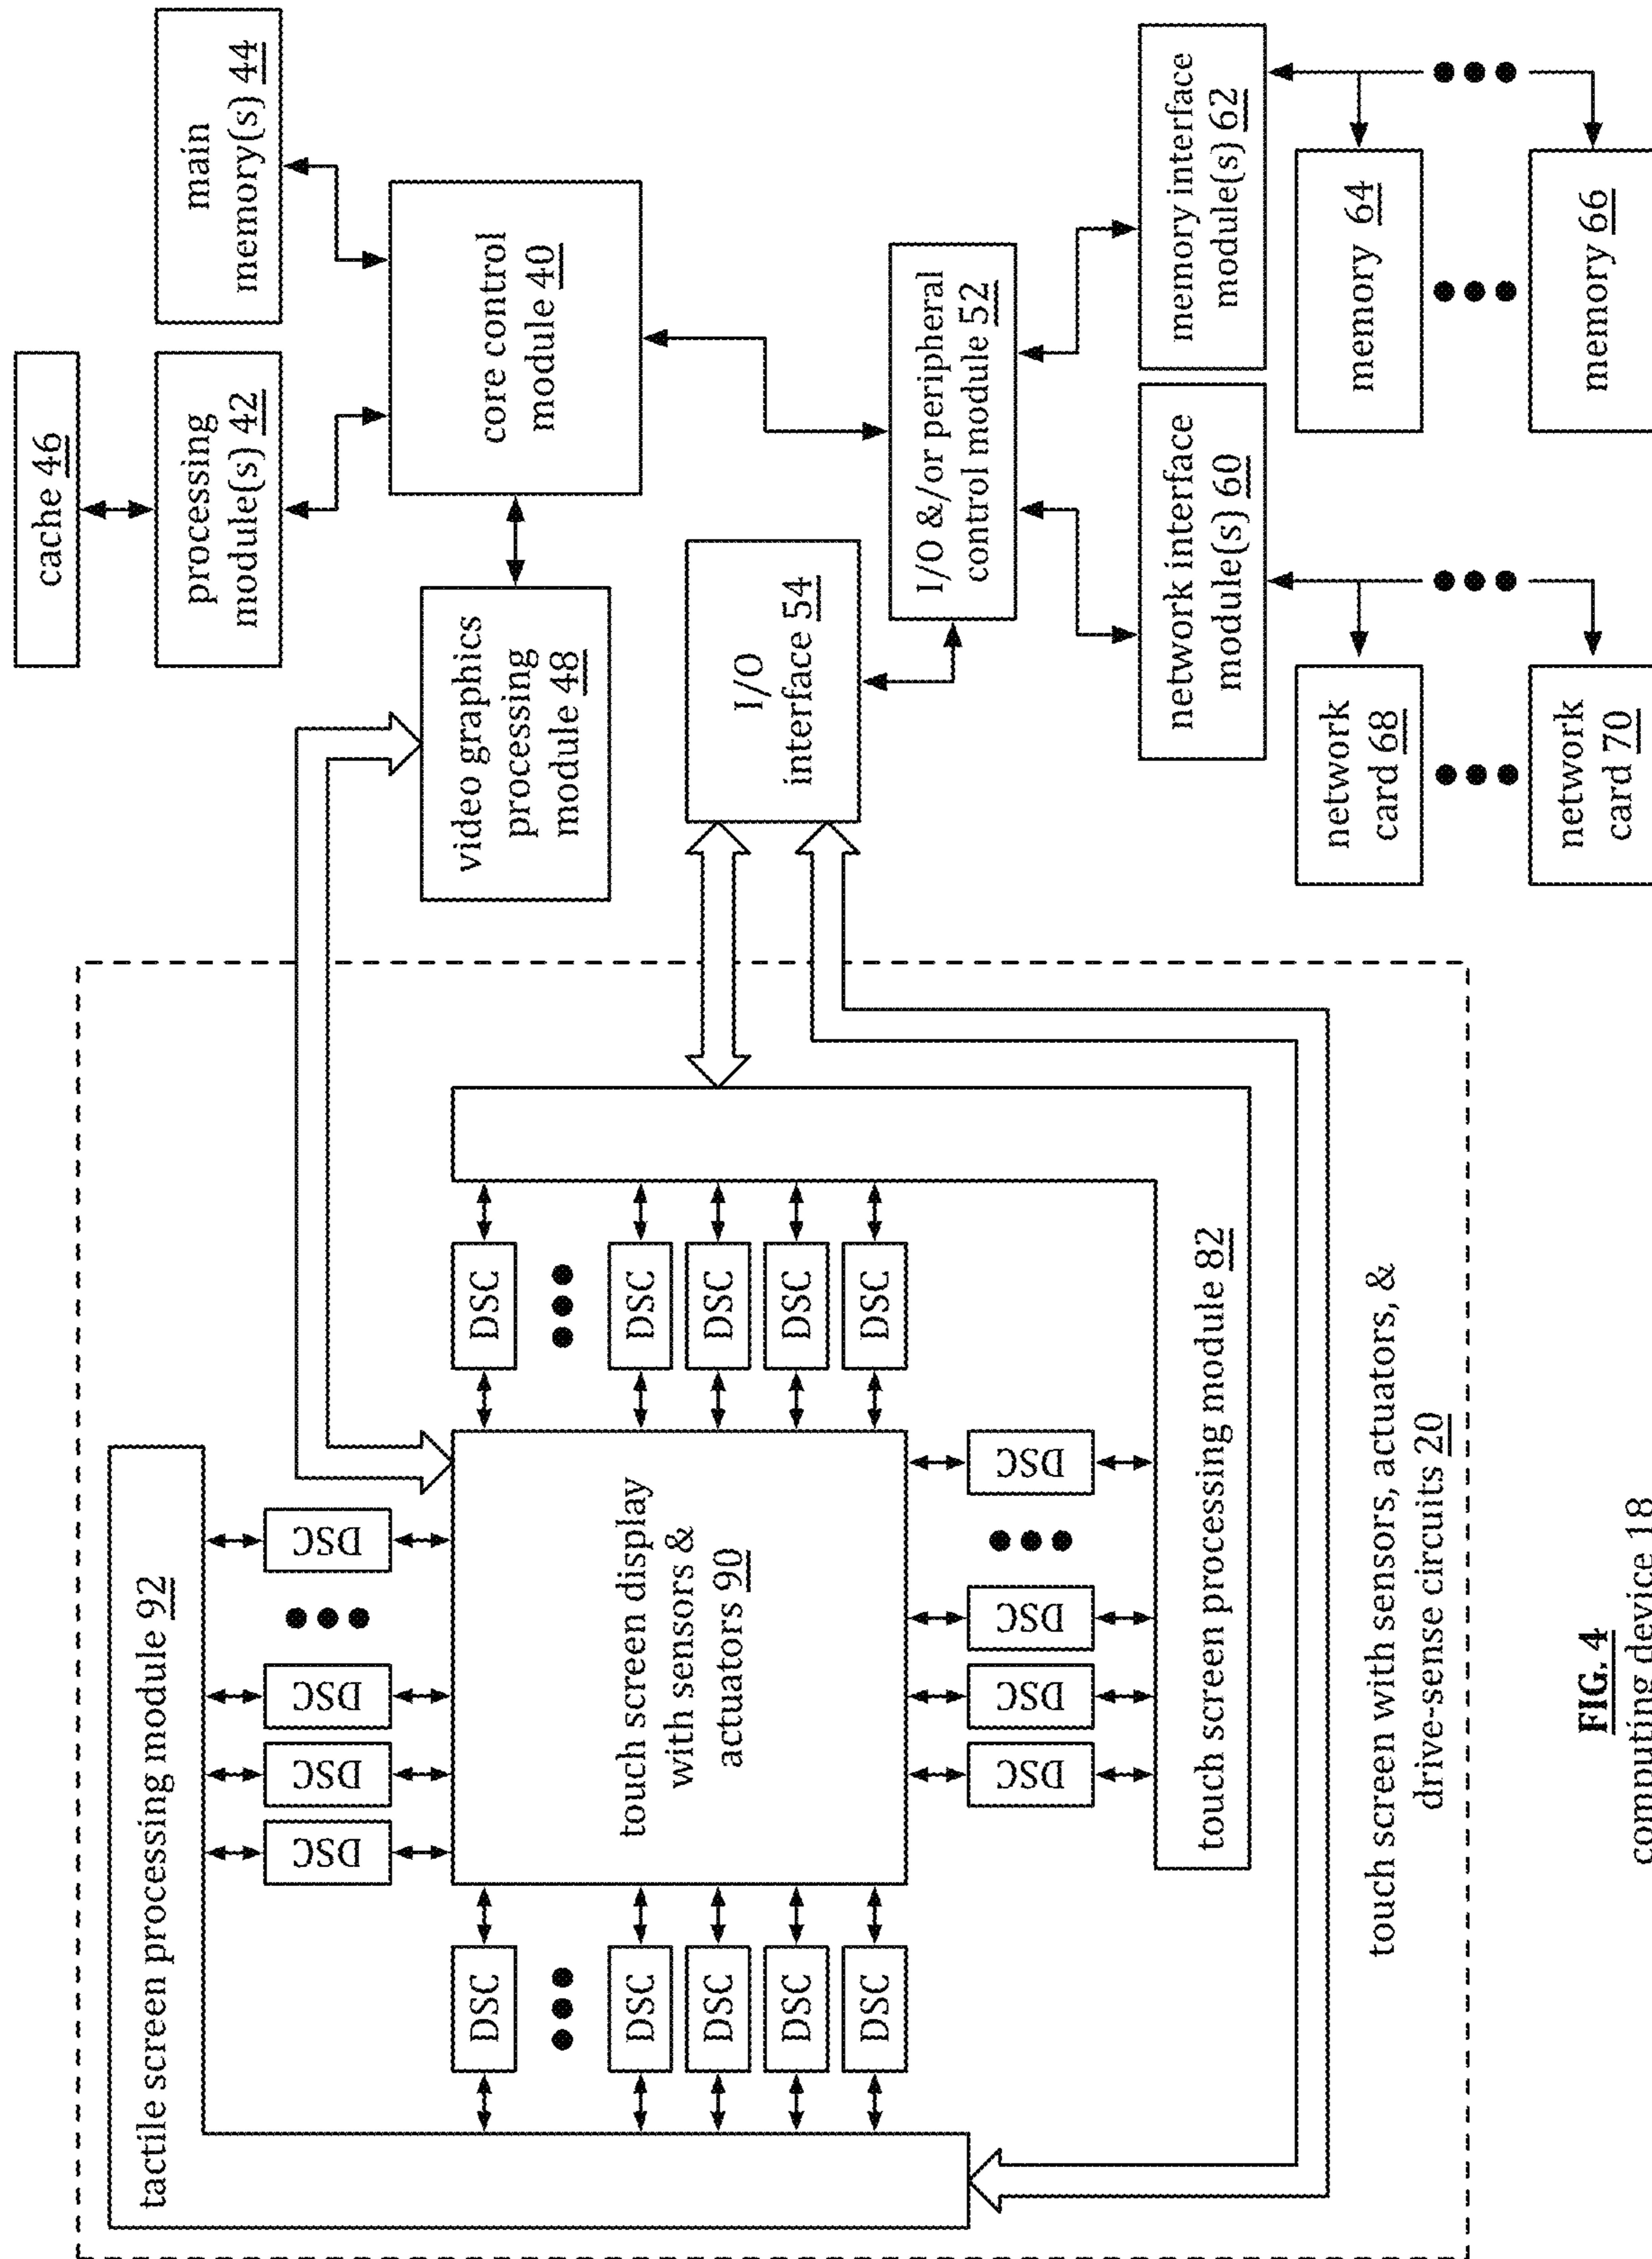 cache 46
processing
module(s) 42
main
memory(s) 44
core control
module 40
video graphics
processing
module 48
I/O
interface 54
I/O &/or peripheral
control module 52
network interface
module(s) 60
memory interface
module(s) 62
network
card 68
network
card 70
memory 64
memory 66
tactile screen processing module 92
DSC
DSC
DSC
DSC
DSC
DSC
DSC
DSC
DSC
touch screen display
with sensors &
actuators 90
DSC
DSC
DSC
DSC
DSC
DSC
DSC
DSC
DSC
touch screen processing module 82
touch screen with sensors, actuators, &
drive-sense circuits 20
FIG. 4
computing device 18